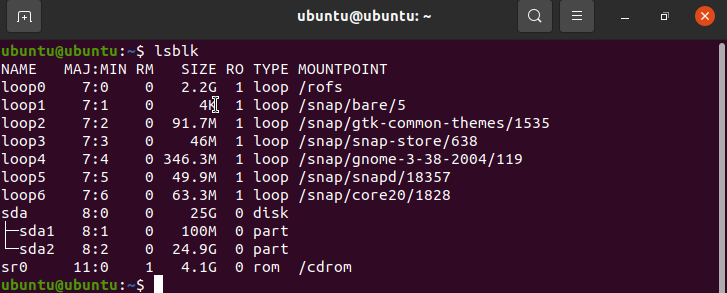 ubuntu@ubuntu: ~
ubuntu@ubuntu:~$ lsblk
NAME   MAJ:MIN RM   SIZE RO TYPE MOUNTPOINT
loop0    7:0    0   2.2G  1 loop /rofs
loop1    7:1    0     4K  1 loop /snap/bare/5
loop2    7:2    0  91.7M  1 loop /snap/gtk-common-themes/1535
loop3    7:3    0    46M  1 loop /snap/snap-store/638
loop4    7:4    0 346.3M  1 loop /snap/gnome-3-38-2004/119
loop5    7:5    0  49.9M  1 loop /snap/snapd/18357
loop6    7:6    0  63.3M  1 loop /snap/core20/1828
sda      8:0    0    25G  0 disk
├─sda1   8:1    0   100M  0 part
└─sda2   8:2    0  24.9G  0 part
sr0     11:0    1   4.1G  0 rom  /cdrom
ubuntu@ubuntu:~$